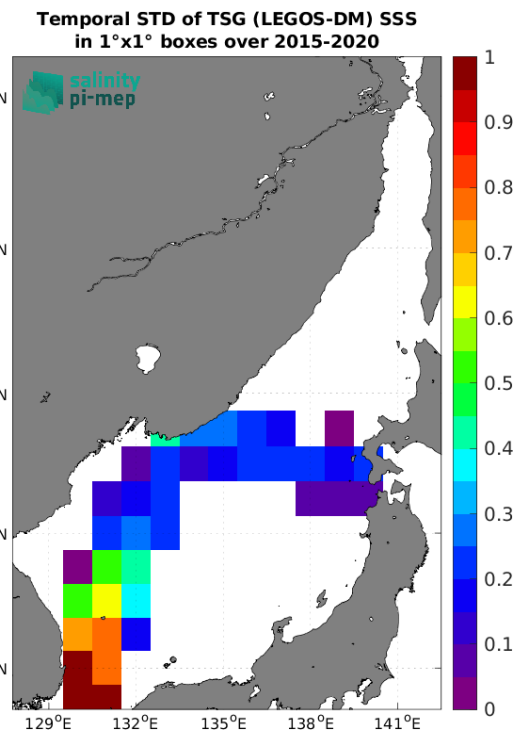 Temporal STD of TSG (LEGOS-DM) SSS
in 1°x1° boxes over 2015-2020
salinity
pi-mep
N
N
N
N
N
1
0.9
0.8
0.7
0.6
0.5
0.4
0.3
0.2
0.1
0
129°E
132°E
135°E
138°E
141°E